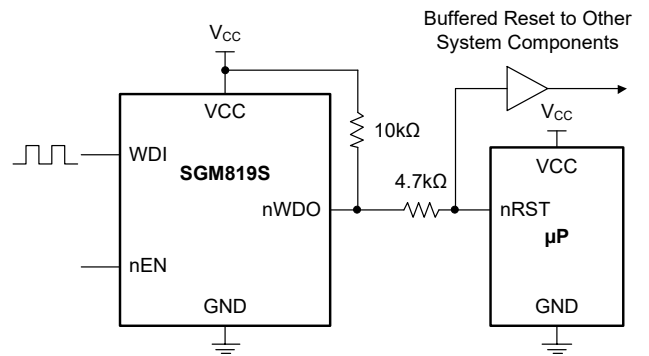 Buffered Reset to Other
System Components
VCC
VCC
VCC
10kΩ
VCC
WDI
SGM819S
4.7kΩ
nWDO
nRST
µP
nEN
GND
GND